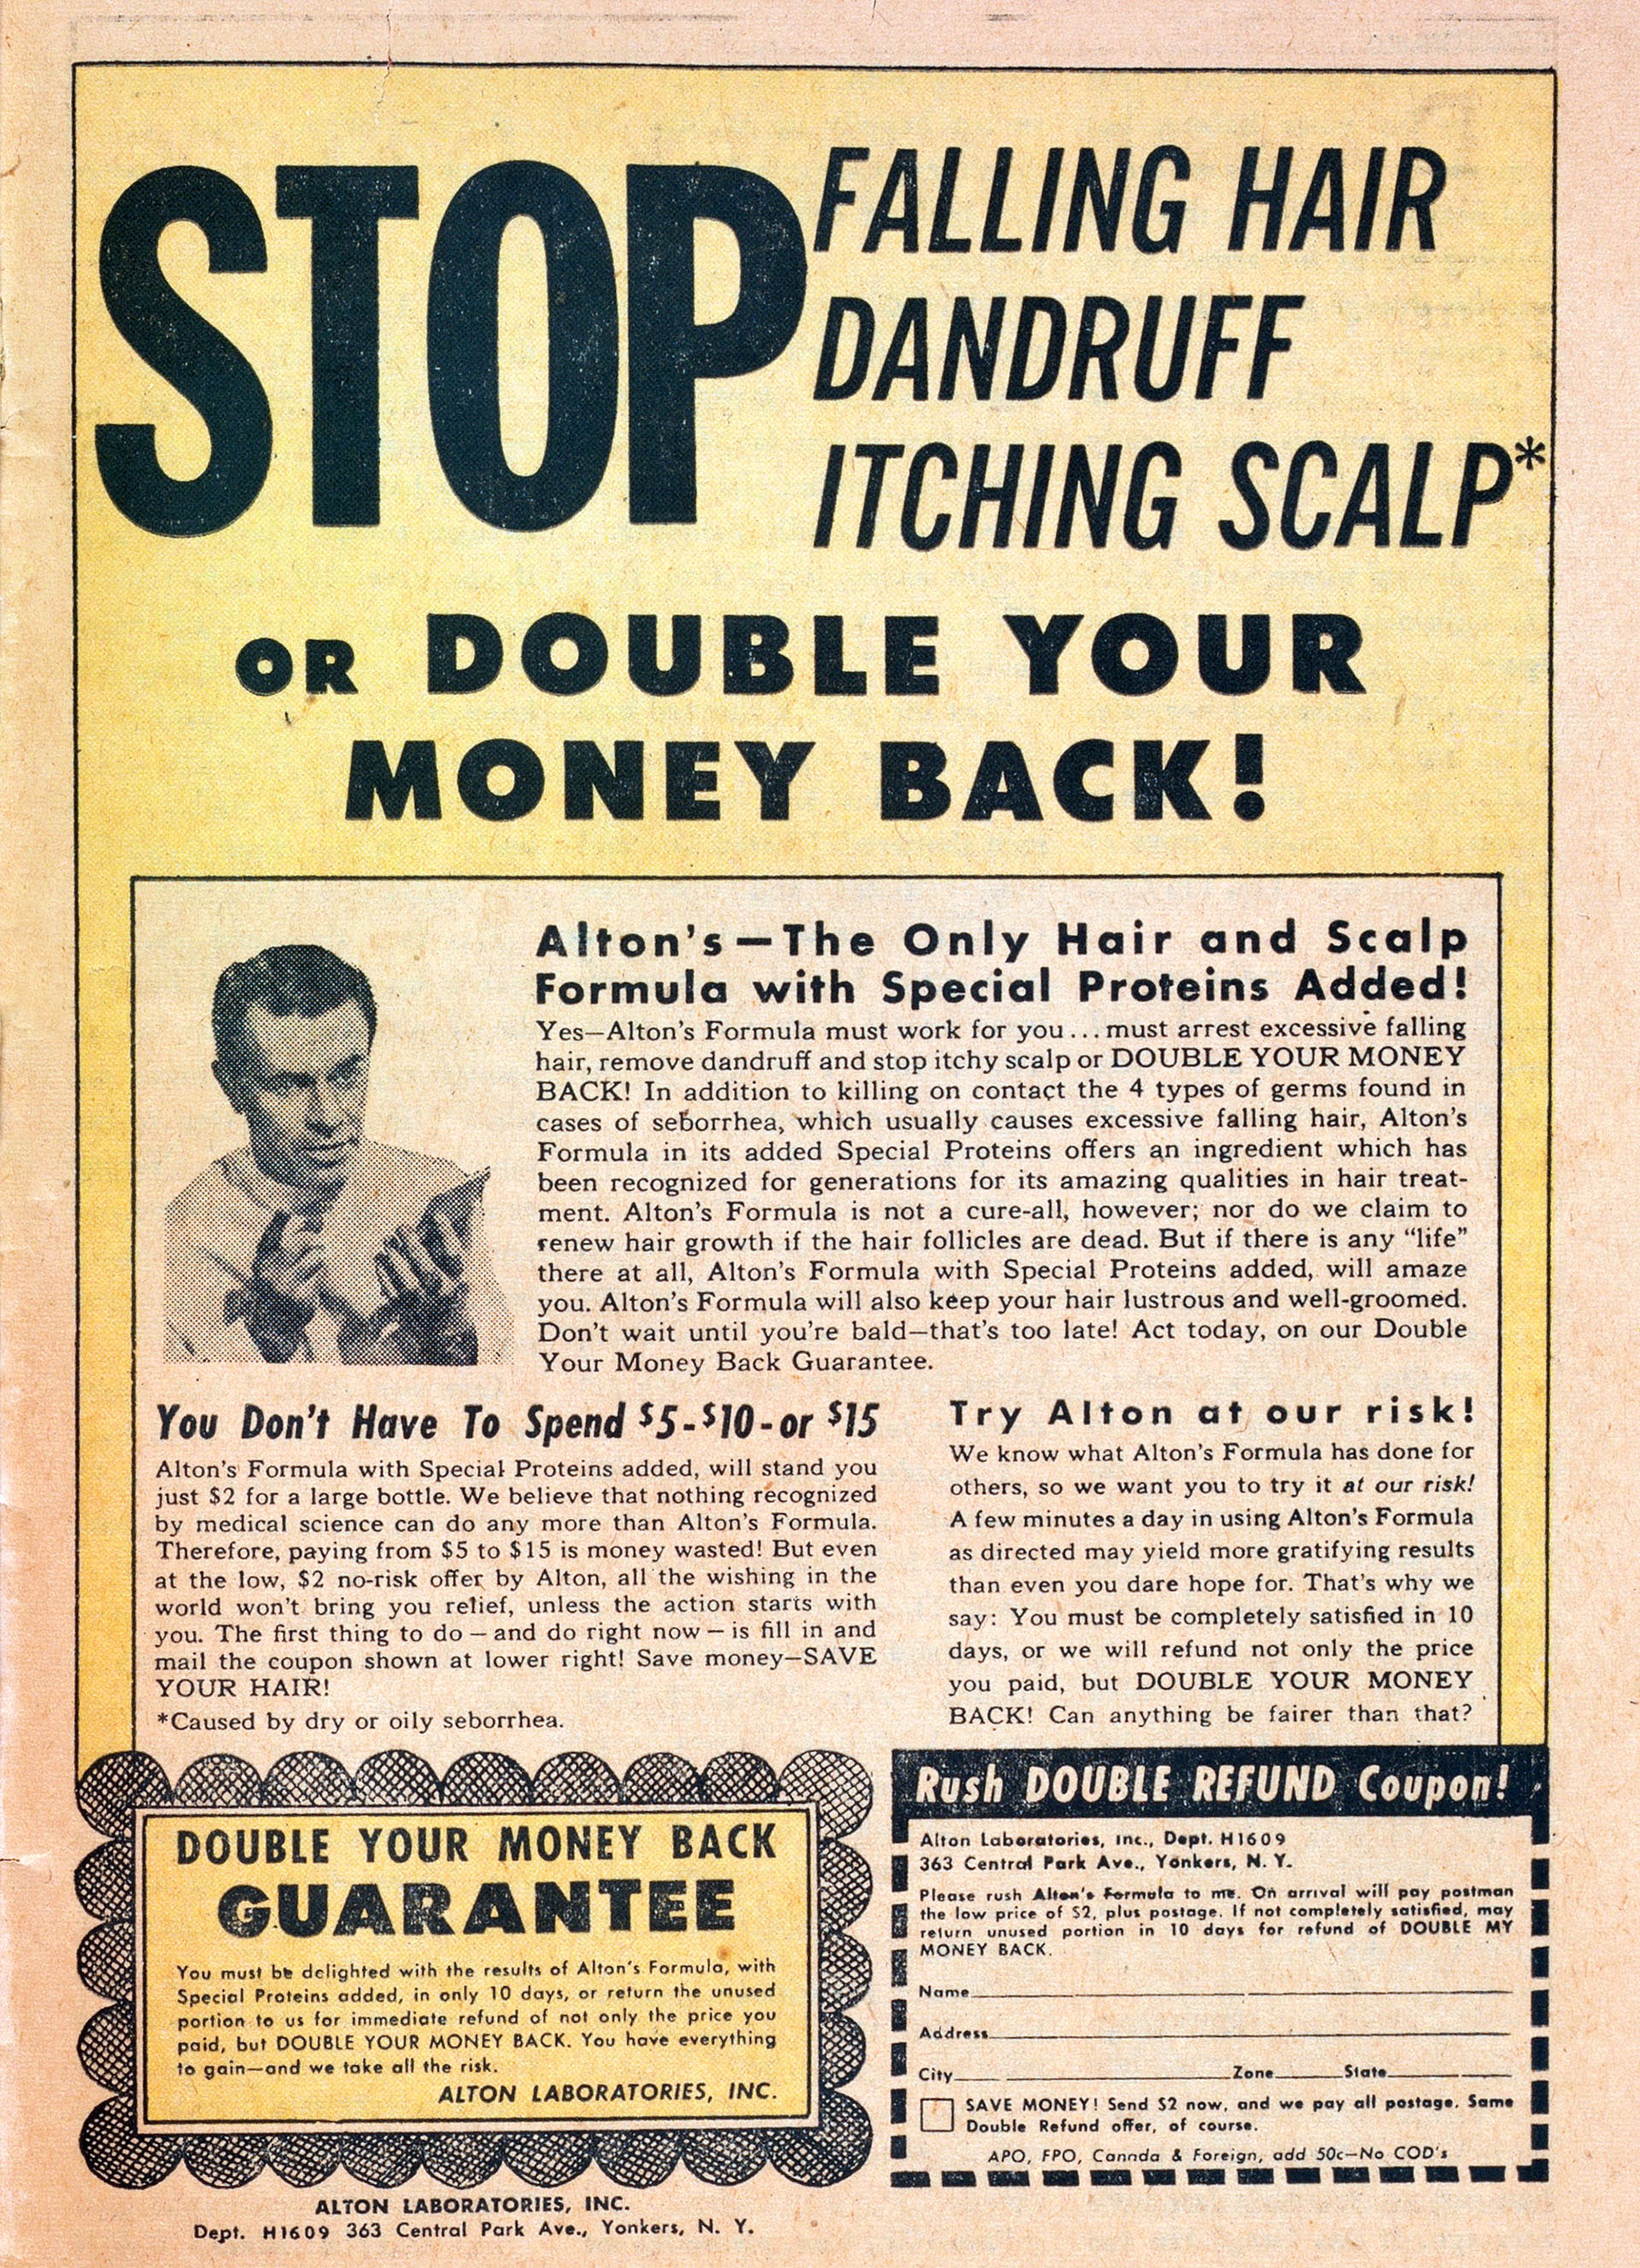 STOP
FALLING HAIR
DANDRUFF
ITCHING SCALP*
OR DOUBLE YOUR
MONEY BACK!
Alton's—The Only Hair and Scalp
Formula with Special Proteins Added!
Yes—Alton's Formula must work for you...must arrest excessive falling
hair, remove dandruff and stop itchy scalp or DOUBLE YOUR MONEY
BACK! In addition to killing on contact the 4 types of germs found in
cases of seborrhea, which usually causes excessive falling hair, Alton's
Formula in its added Special Proteins offers an ingredient which has
been recognized for generations for its amazing qualities in hair treat-
ment. Alton's Formula is not a cure-all, however; nor do we claim to
renew hair growth if the hair follicles are dead. But if there is any "life"
there at all, Alton's Formula with Special Proteins added, will amaze
you. Alton's Formula will also keep your hair lustrous and well-groomed.
Don't wait until you're bald—that's too late! Act today, on our Double
Your Money Back Guarantee.
You Don't Have To Spend $5-$10-or $15
Alton's Formula with Special Proteins added, will stand you
just $2 for a large bottle. We believe that nothing recognized
by medical science can do any more than Alton's Formula.
Therefore, paying from $5 to $15 is money wasted! But even
at the low, $2 no-risk offer by Alton, all the wishing in the
world won't bring you relief, unless the action starts with
you. The first thing to do – and do right now – is fill in and
mail the coupon shown at lower right! Save money—SAVE
YOUR HAIR!
*Caused by dry or oily seborrhea.
Try Alton at our risk!
We know what Alton's Formula has done for
others, so we want you to try it at our risk!
A few minutes a day in using Alton's Formula
as directed may yield more gratifying results
than even you dare hope for. That's why we
say: You must be completely satisfied in 10
days, or we will refund not only the price
you paid, but DOUBLE YOUR MONEY
BACK! Can anything be fairer than that?
DOUBLE YOUR MONEY BACK
GUARANTEE
You must be delighted with the results of Alton's Formula, with
Special Proteins added, in only 10 days, or return the unused
portion to us for immediate refund of not only the price you
paid, but DOUBLE YOUR MONEY BACK. You have everything
to gain—and we take all the risk.
ALTON LABORATORIES, INC.
ALTON LABORATORIES, INC.
Dept. H1609 363 Central Park Ave., Yonkers, N. Y.
Rush DOUBLE REFUND Coupon!
Alton Laboratories, Inc., Dept. H1609
363 Central Park Ave., Yonkers, N. Y.
Please rush Alton's Formula to me. On arrival will pay postman
the low price of $2, plus postage. If not completely satisfied, may
return unused portion in 10 days for refund of DOUBLE MY
MONEY BACK.
Name
Address
City Zone State
SAVE MONEY! Send $2 now, and we pay all postage. Same
Double Refund offer, of course.
APO, FPO, Canada & Foreign, add 50c—No COD's